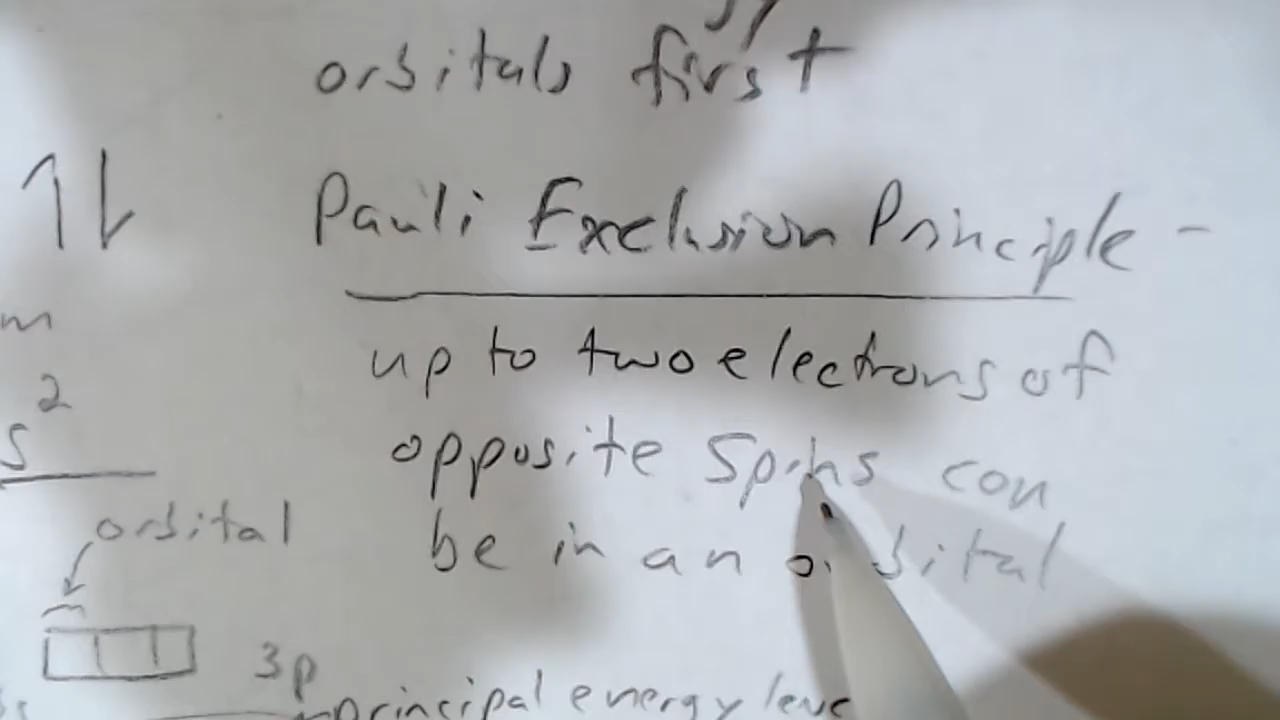 orbitals first
Pauli Exclusion Principle -
up to two electrons of
opposite spins can
be in an orbital
m
s²
orbital
3p
principal energy leve